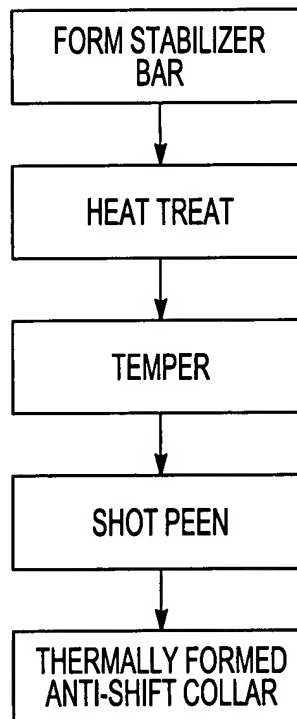 FORM STABILIZER
BAR
HEAT TREAT
TEMPER
SHOT PEEN
THERMALLY FORMED
ANTI-SHIFT COLLAR